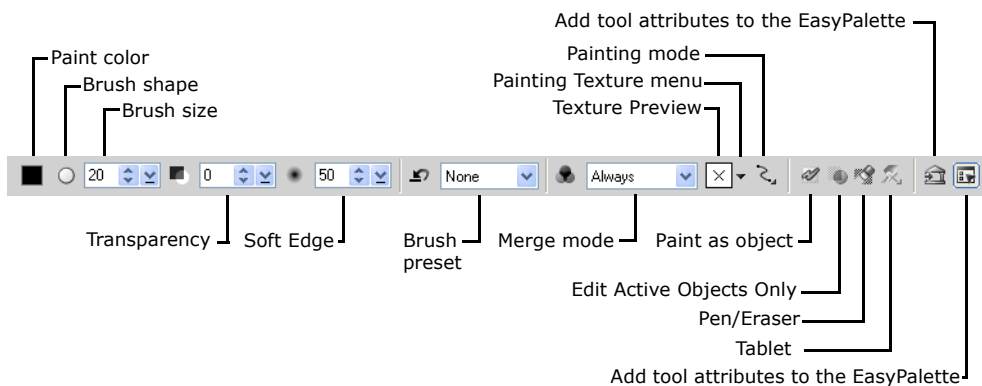 Add tool attributes to the EasyPalette
Painting mode
Painting Texture menu
Texture Preview
Paint color
Brush shape
Brush size
20
0
50
None
Always
Transparency
Soft Edge
Brush
preset
Merge mode
Paint as object
Edit Active Objects Only
Pen/Eraser
Tablet
Add tool attributes to the EasyPalette